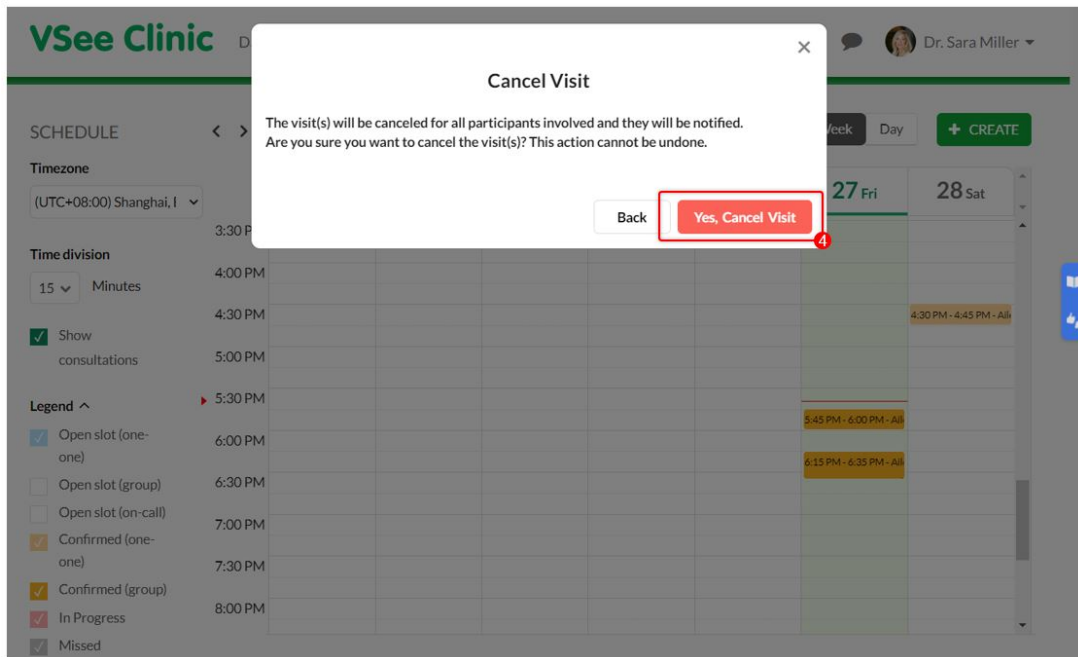 VSee Clinic
D
Dr. Sara Miller
×
Cancel Visit
The visit(s) will be canceled for all participants involved and they will be notified.
Are you sure you want to cancel the visit(s)? This action cannot be undone.
Back
Yes, Cancel Visit
4
SCHEDULE
Week
Day
+ CREATE
Timezone
(UTC+08:00) Shanghai, I
27 Fri
28 Sat
Time division
15
Minutes
Show
consultations
Legend
Open slot (one-
one)
Open slot (group)
Open slot (on-call)
Confirmed (one-
one)
Confirmed (group)
In Progress
Missed
3:30 P
4:00 PM
4:30 PM
5:00 PM
5:30 PM
6:00 PM
6:30 PM
7:00 PM
7:30 PM
8:00 PM
4:30 PM - 4:45 PM -
5:45 PM - 6:00 PM -
6:15 PM - 6:35 PM -